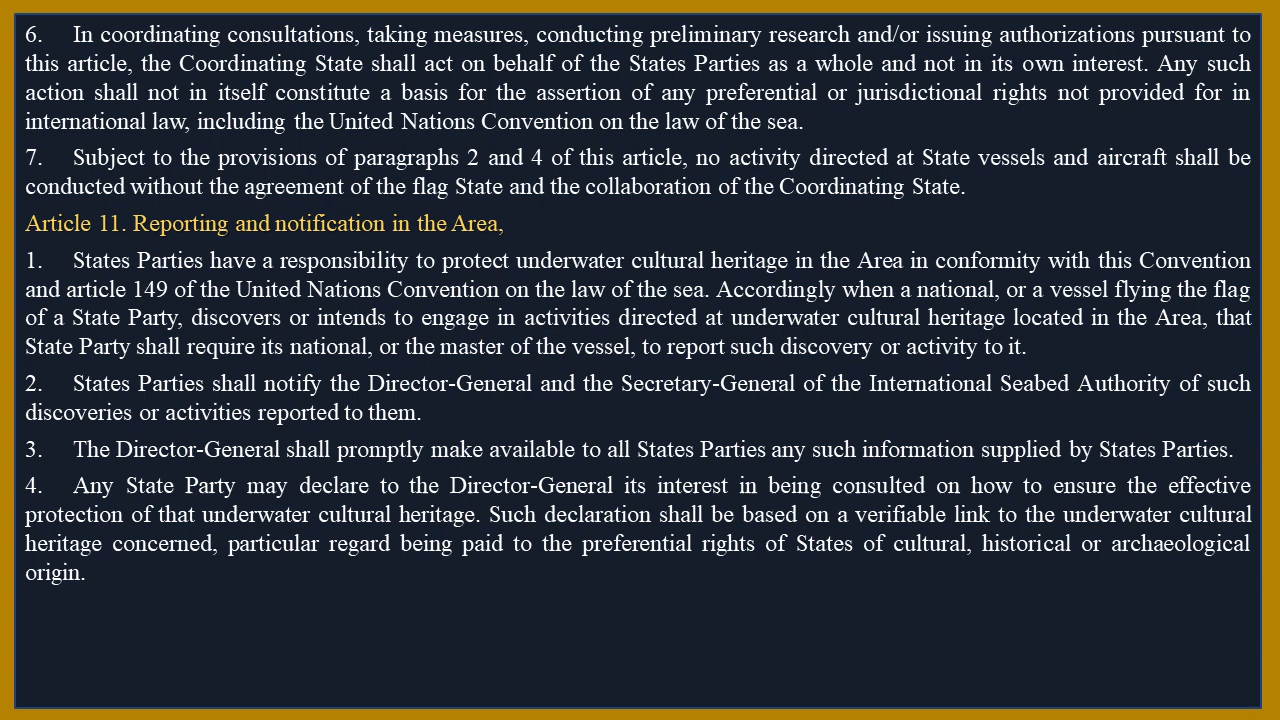 6. In coordinating consultations, taking measures, conducting preliminary research and/or issuing authorizations pursuant to
this article, the Coordinating State shall act on behalf of the States Parties as a whole and not in its own interest. Any such
action shall not in itself constitute a basis for the assertion of any preferential or jurisdictional rights not provided for in
international law, including the United Nations Convention on the law of the sea.
7. Subject to the provisions of paragraphs 2 and 4 of this article, no activity directed at State vessels and aircraft shall be
conducted without the agreement of the flag State and the collaboration of the Coordinating State.
Article 11. Reporting and notification in the Area,
1. States Parties have a responsibility to protect underwater cultural heritage in the Area in conformity with this Convention
and article 149 of the United Nations Convention on the law of the sea. Accordingly when a national, or a vessel flying the flag
of a State Party, discovers or intends to engage in activities directed at underwater cultural heritage located in the Area, that
State Party shall require its national, or the master of the vessel, to report such discovery or activity to it.
2. States Parties shall notify the Director-General and the Secretary-General of the International Seabed Authority of such
discoveries or activities reported to them.
3. The Director-General shall promptly make available to all States Parties any such information supplied by States Parties.
4. Any State Party may declare to the Director-General its interest in being consulted on how to ensure the effective
protection of that underwater cultural heritage. Such declaration shall be based on a verifiable link to the underwater cultural
heritage concerned, particular regard being paid to the preferential rights of States of cultural, historical or archaeological
origin.